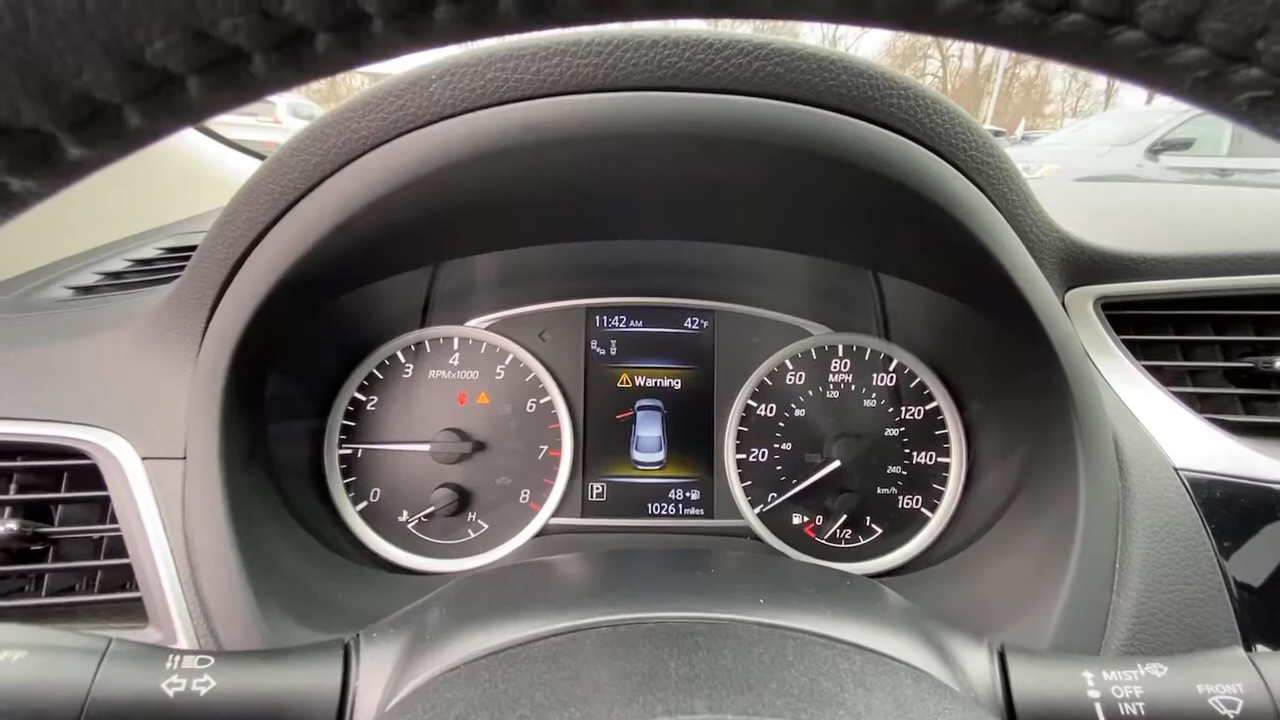 11:42 AM 42°F
Warning
P
48
10261 miles
0
1
2
3
4
5
6
7
8
RPMx1000
C H
0
20
40
60
80
100
120
140
160
MPH
40
80
120
160
200
240
km/h
0 1/2 1
OFF
MIST
OFF
INT
FRONT